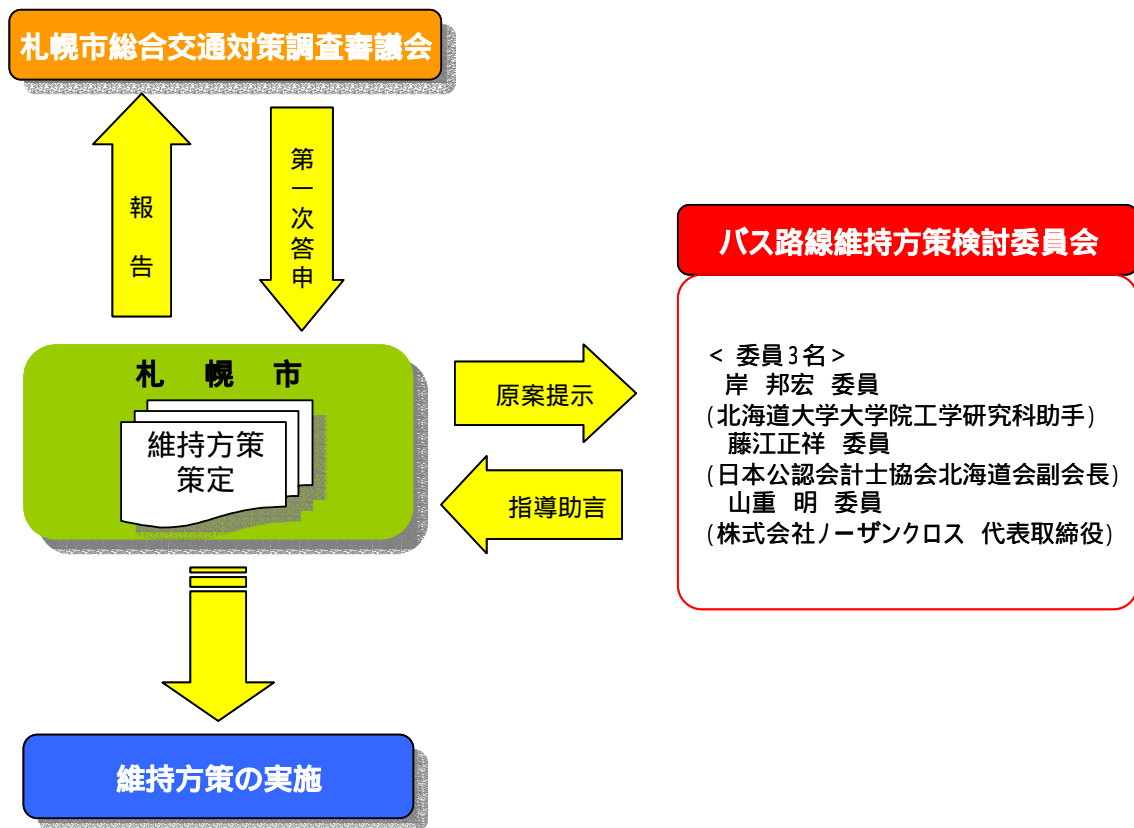 札幌市総合交通対策調査審議会
報告
第一次答申
バス路線維持方策検討委員会
札 幌 市
維持方策
策定
原案提示
指導助言
< 委員3名>
岸 邦宏 委員
(北海道大学大学院工学研究科助手)
藤江正祥 委員
(日本公認会計士協会北海道会副会長)
山重 明 委員
(株式会社ノーザンクロス 代表取締役)
維持方策の実施